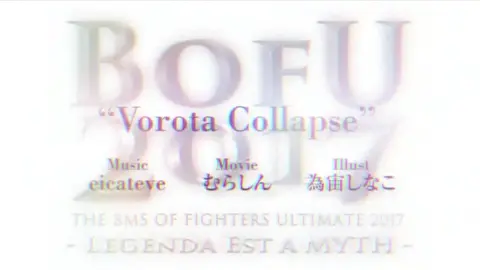 BOFU
2017
“Vorota Collapse”
Music Movie Illust
eicateve むらしん 為宙しなこ
THE BMS OF FIGHTERS ULTIMATE 2017
- LEGENDA EST A MYTH -